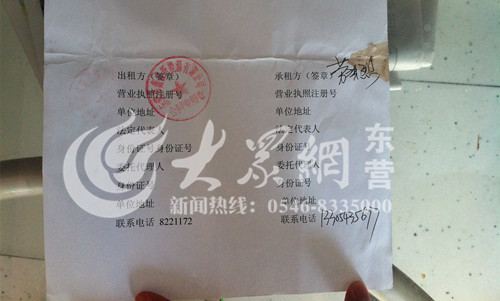 出租方（签章）
营业执照注册号
单位地址
法定代表人
身份证号身份证号
委托代理人
身份证号
单位地址
联系电话 8221172
承租方（签章）
营业执照注册号
单位地址
法定代表人
身份证号
委托代理人
身份证号
单位地址
联系电话
大众網
东营
新闻热线：0546-8335000